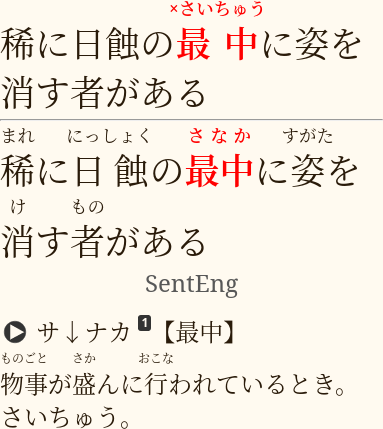 ×さいちゅう
稀に日蝕の最中に姿を
消す者がある
まれ にっしょく さなか すがた
稀に日蝕の最中に姿を
け もの
消す者がある
SentEng
サ↓ナカ1【最中】
ものごと さか おこな
物事が盛んに行われているとき。
さいちゅう。